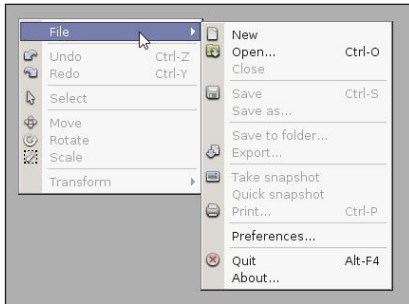 File
Undo Ctrl-Z
Redo Ctrl-Y
Select
Move
Rotate
Scale
Transform
New
Open... Ctrl-O
Close
Save Ctrl-S
Save as...
Save to folder...
Export...
Take snapshot
Quick snapshot
Print... Ctrl-P
Preferences...
Quit Alt-F4
About...